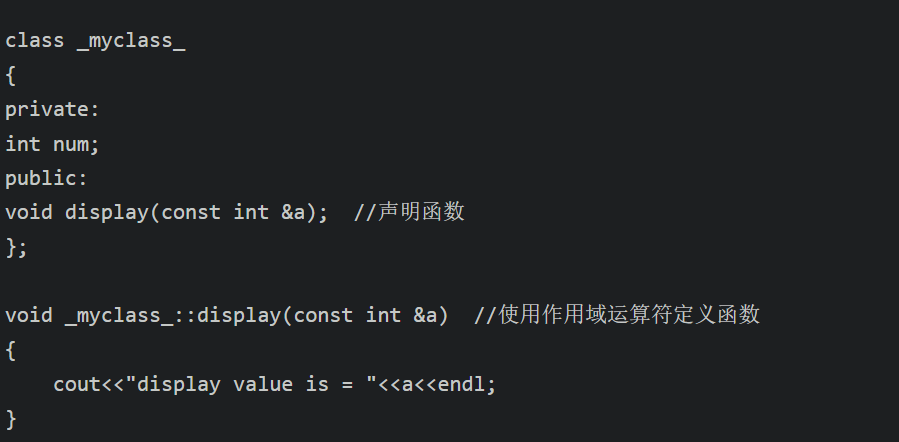 class _myclass_
{
private:
int num;
public:
void display(const int &a);  //声明函数
};

void _myclass_::display(const int &a)  //使用作用域运算符定义函数
{
    cout<<"display value is = "<<a<<endl;
}